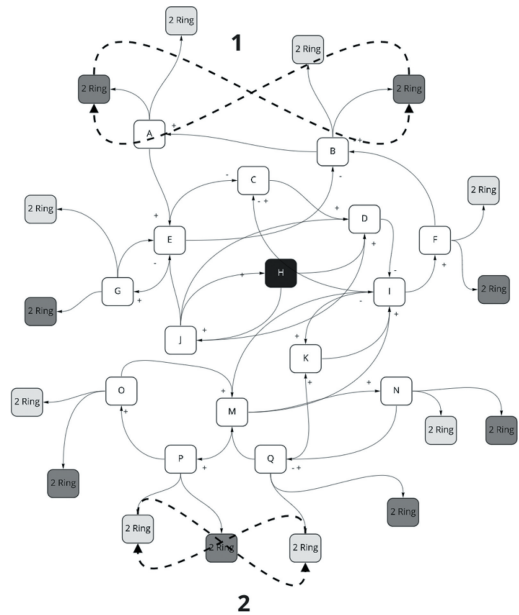 2 Ring
1
2 Ring
2 Ring
2 Ring
A
+
B
+
-
-
C
- +
2 Ring
2 Ring
+
E
-
+
D
F
+
G
+
+
H
-
I
2 Ring
2 Ring
J
+
+
-
+
K
+
+
N
O
+
+
M
2 Ring
2 Ring
2 Ring
2 Ring
P
+
Q
- +
2 Ring
2 Ring
2 Ring
2 Ring
2